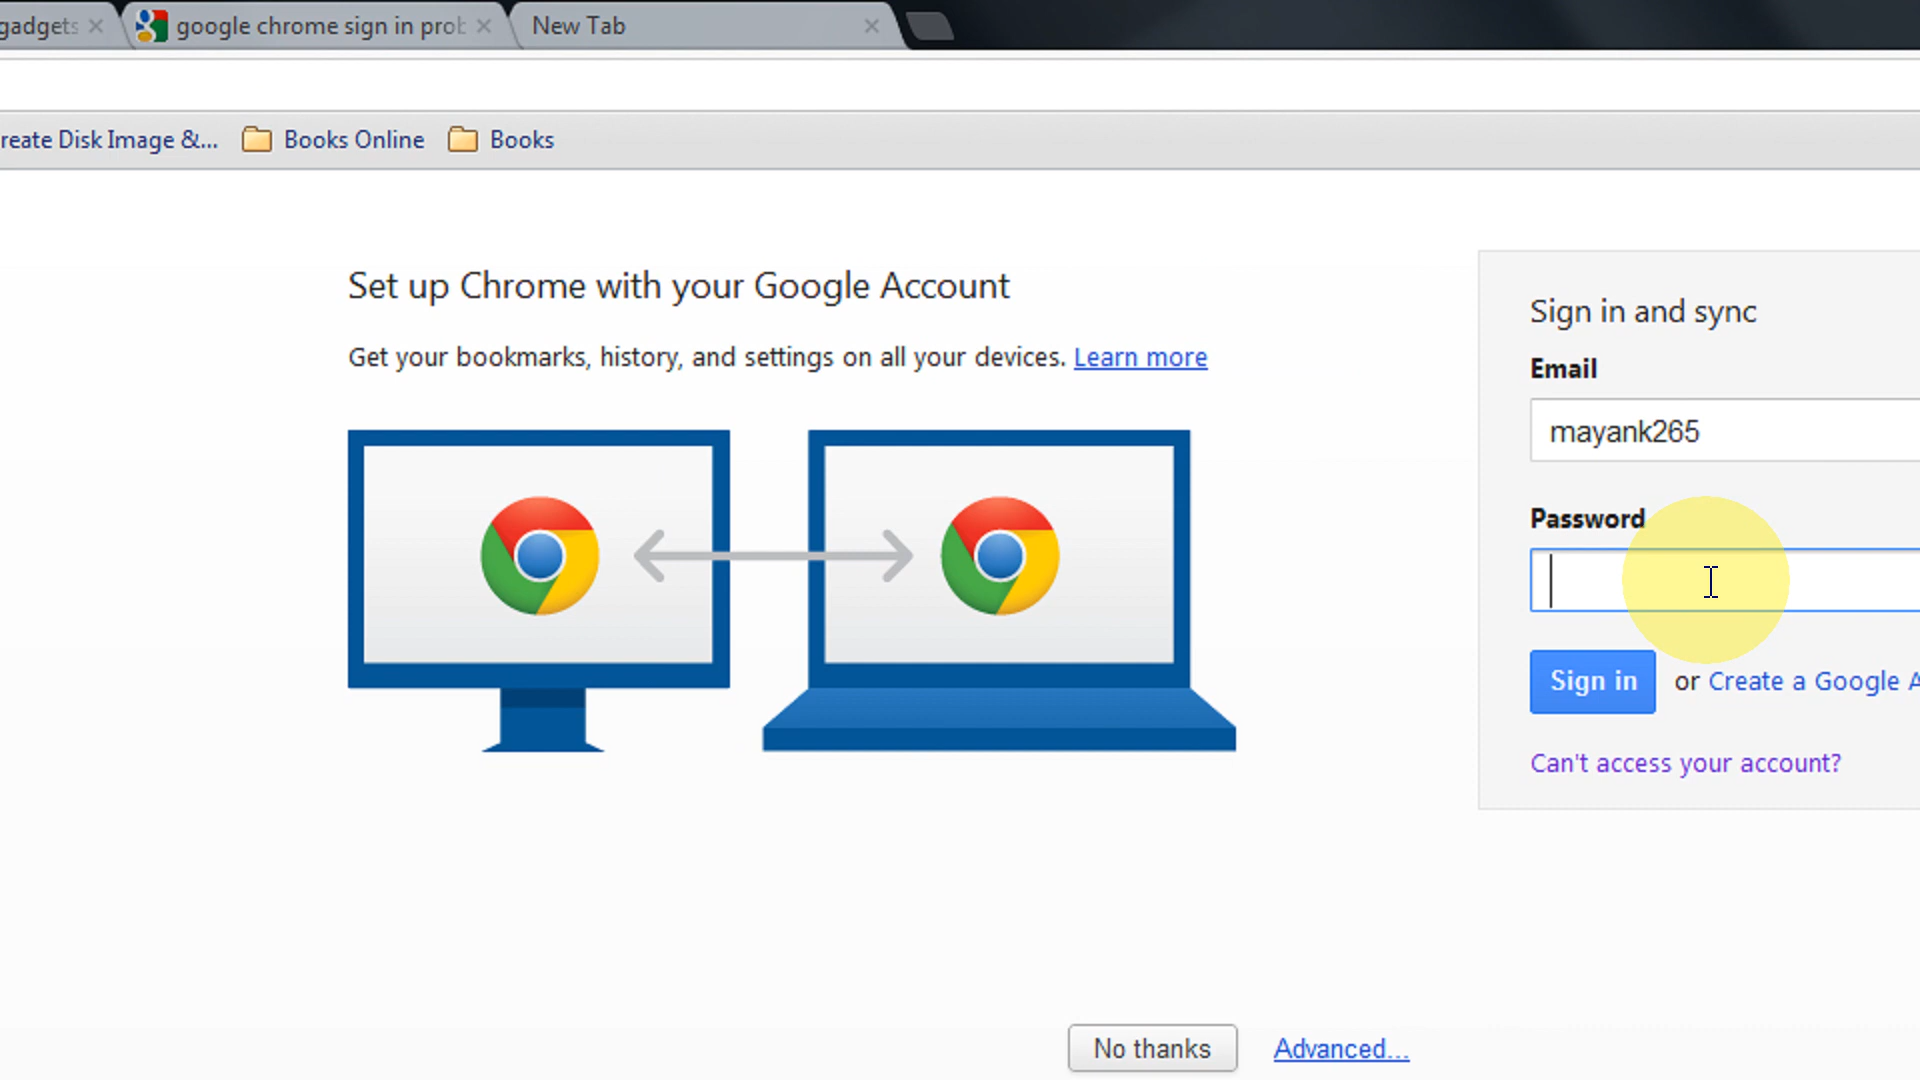 gadgets
google chrome sign in prob
New Tab
reate Disk Image &...
Books Online
Books
Set up Chrome with your Google Account
Get your bookmarks, history, and settings on all your devices. Learn more
Sign in and sync
Email
mayank265
Password
Sign in or Create a Google A
Can't access your account?
No thanks
Advanced...